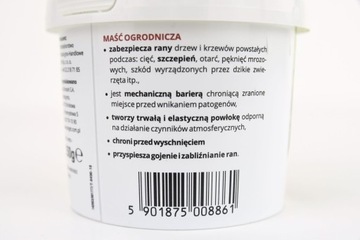 MAŚĆ OGRODNICZA
• zabezpiecza rany drzew i krzewów powstałych
podczas: cięć, szczepień, otarć, pęknięć mrozo-
wych, szkód wyrządzonych przez dzikie zwie-
rzęta itp.,
• jest mechaniczną barierą chroniącą zranione
miejsce przed wnikaniem patogenów,
• tworzy trwałą i elastyczną powłokę odporną
na działanie czynników atmosferycznych,
• chroni przed wyschnięciem
• przyspiesza gojenie i zabliźnianie ran.
5 901875 008861